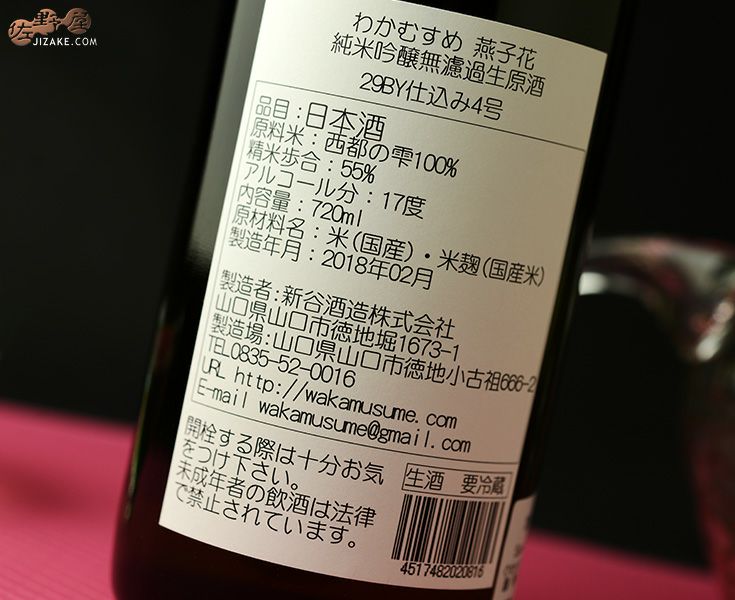 佐野屋
JIZAKE.COM
わかむすめ 燕子花
純米吟醸無濾過生原酒
29BY仕込み4号
品目：日本酒
原料米：西都の雫100%
精米歩合：55%
アルコール分：17度
内容量：720ml
原材料名：米(国産)・米麹(国産米)
製造年月：2018年02月
製造者：新谷酒造株式会社
山口県山口市徳地堀1673-1
製造場：山口県山口市徳地小古祖666-2
TEL0835-52-0016
URL http://wakamusume.com
E-mail wakamusume@gmail.com
開栓する際は十分お気
をつけ下さい。
未成年者の飲酒は法律
で禁止されています。
生酒 要冷蔵
4517482020816